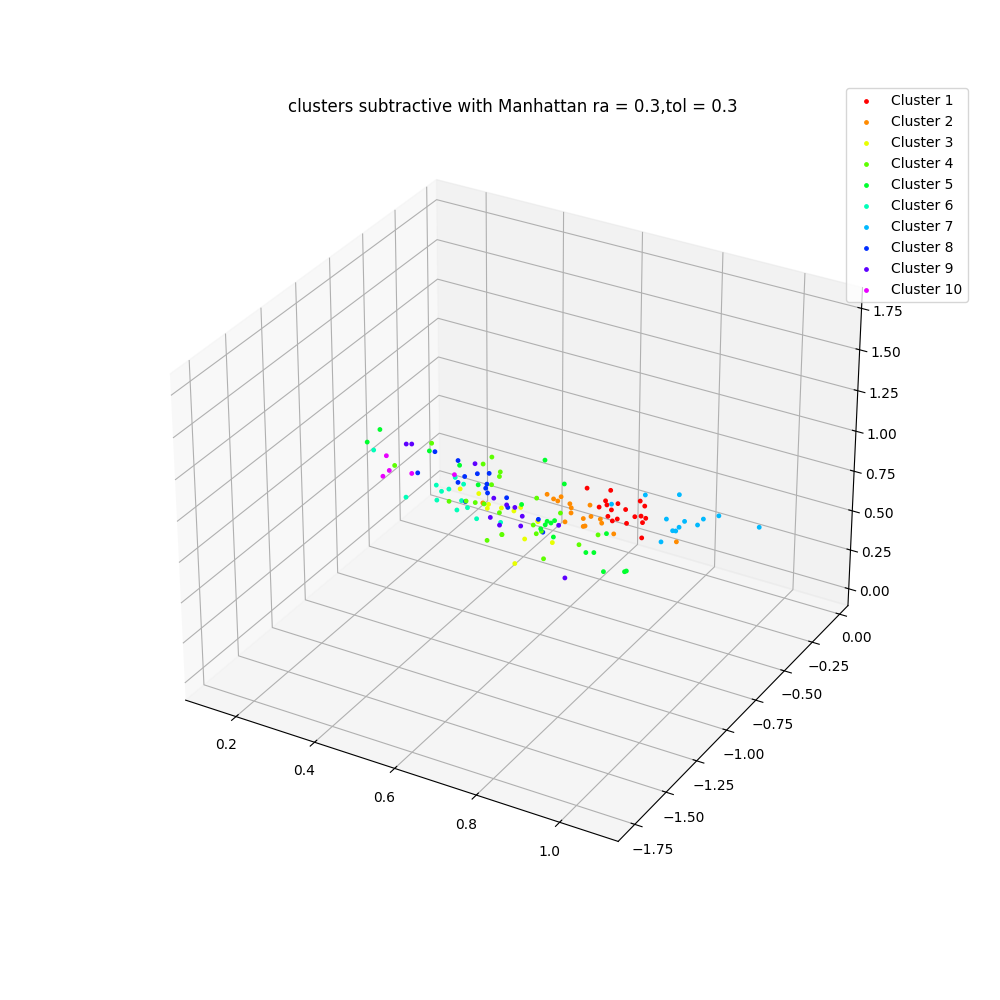 clusters subtractive with Manhattan ra = 0.3,tol = 0.3
Cluster 1
Cluster 2
Cluster 3
Cluster 4
Cluster 5
Cluster 6
Cluster 7
Cluster 8
Cluster 9
Cluster 10
1.75
1.50
1.25
1.00
0.75
0.50
0.25
0.00
0.00
−0.25
−0.50
−0.75
−1.00
−1.25
−1.50
−1.75
0.2
0.4
0.6
0.8
1.0